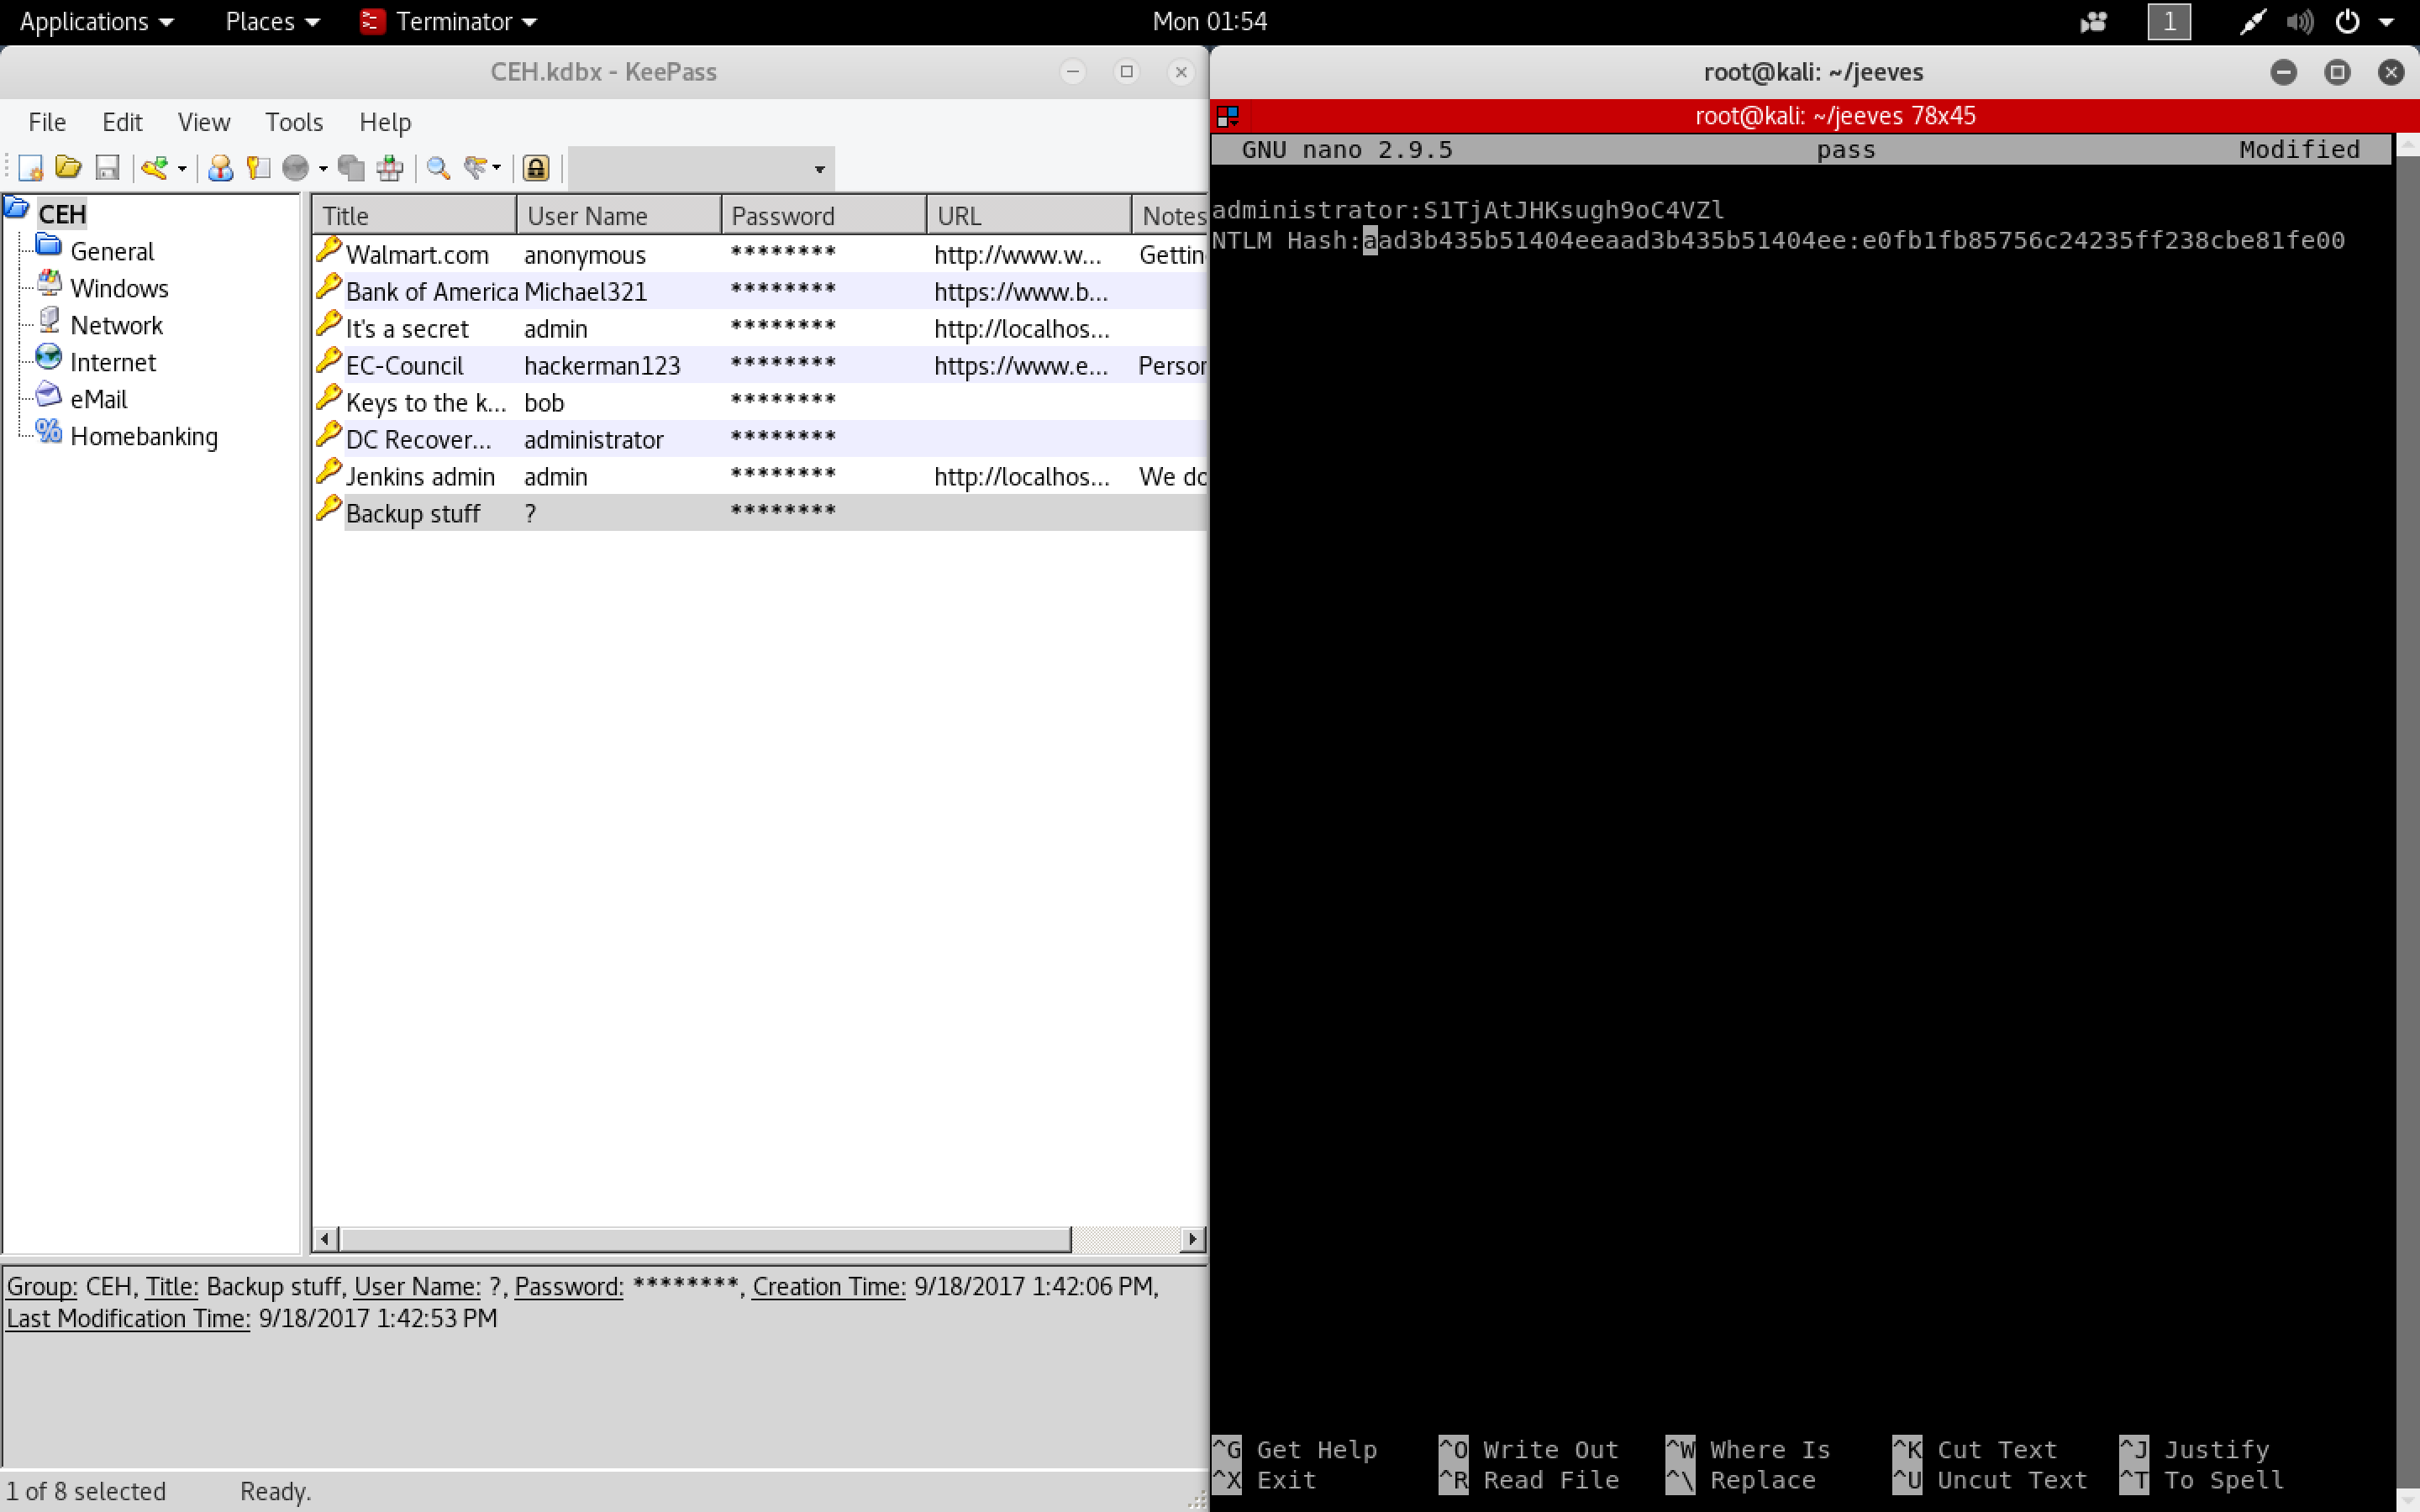 Applications Places Terminator Mon 01:54 1
CEH.kdbx - KeePass
File Edit View Tools Help
CEH
General
Windows
Network
Internet
eMail
Homebanking
Title User Name Password URL Notes
Walmart.com anonymous ******** http://www.w... Gettin
Bank of America Michael321 ******** https://www.b...
It's a secret admin ******** http://localhos...
EC-Council hackerman123 ******** https://www.e... Person
Keys to the k... bob ********
DC Recover... administrator ********
Jenkins admin admin ******** http://localhos... We do
Backup stuff ? ********
Group: CEH, Title: Backup stuff, User Name: ?, Password: ********, Creation Time: 9/18/2017 1:42:06 PM,
Last Modification Time: 9/18/2017 1:42:53 PM
1 of 8 selected Ready.
root@kali: ~/jeeves
root@kali: ~/jeeves 78x45
GNU nano 2.9.5 pass Modified
administrator:S1TjAtJHKsugh9oC4VZl
NTLM Hash:aad3b435b51404eeaad3b435b51404ee:e0fb1fb85756c24235ff238cbe81fe00
^G Get Help ^O Write Out ^W Where Is ^K Cut Text ^J Justify
^X Exit ^R Read File ^\ Replace ^U Uncut Text ^T To Spell